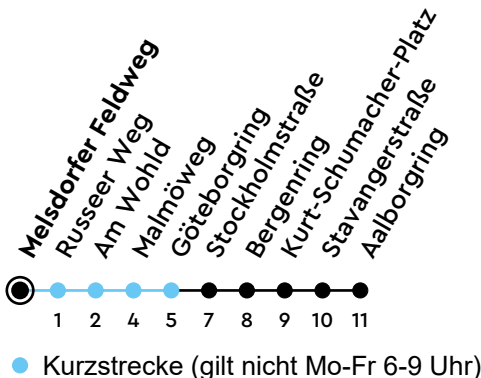 Melsdorfer Feldweg
Russeer Weg
Am Wohld
Malmöweg
Göteborgring
Stockholmstraße
Bergenring
Kurt-Schumacher-Platz
Stavangerstraße
Aalborgring
1 2 4 5 7 8 9 10 11
Kurzstrecke (gilt nicht Mo-Fr 6-9 Uhr)